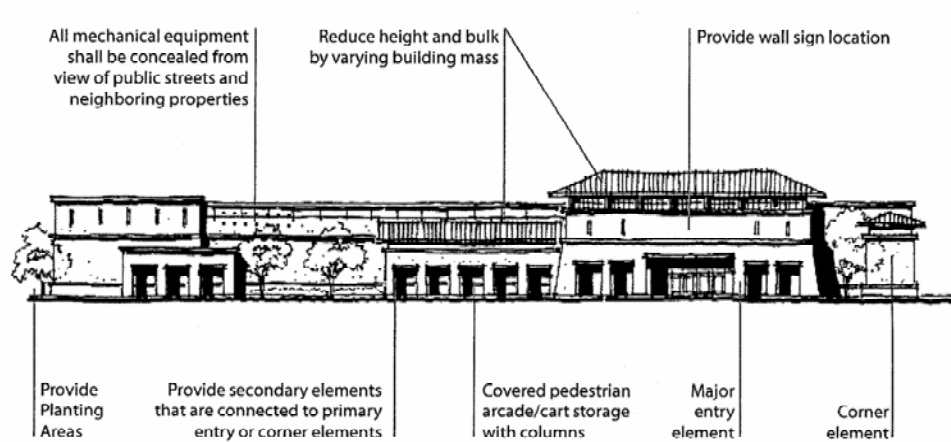 All mechanical equipment
shall be concealed from
view of public streets and
neighboring properties
Reduce height and bulk
by varying building mass
Provide wall sign location
Provide
Planting
Areas
Provide secondary elements
that are connected to primary
entry or corner elements
Covered pedestrian
arcade/cart storage
with columns
Major
entry
element
Corner
element